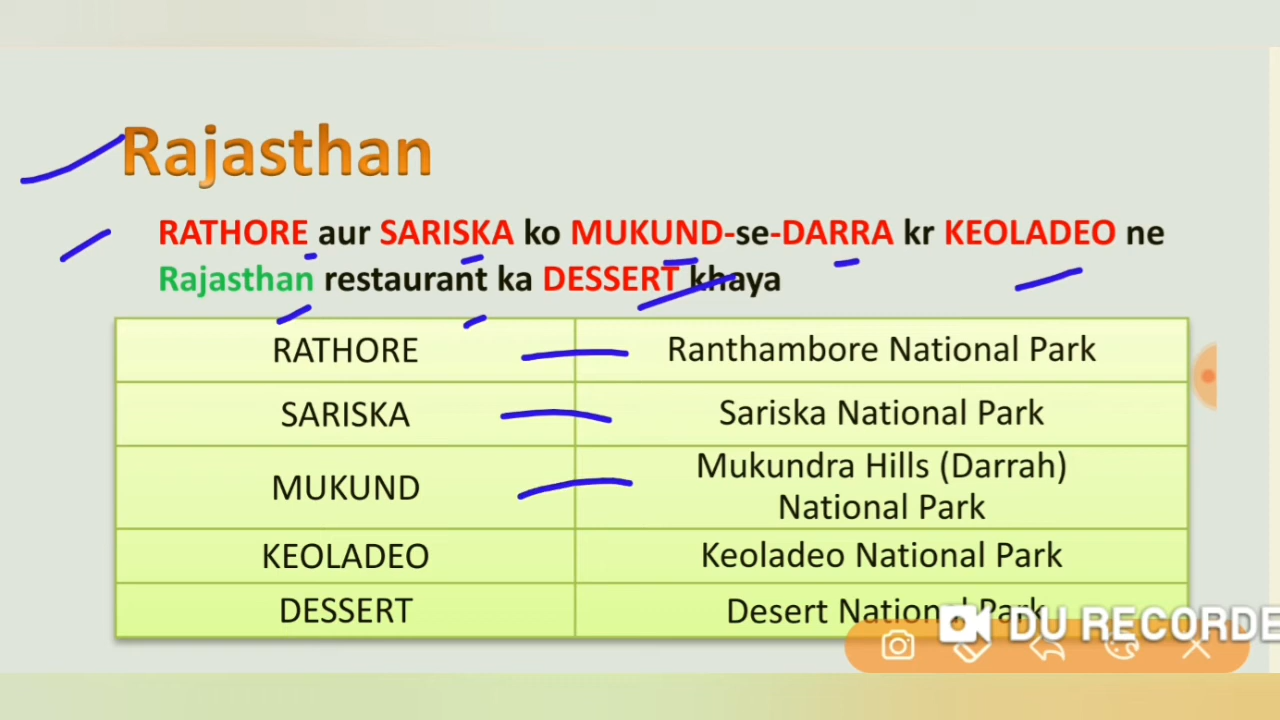 Rajasthan
RATHORE aur SARISKA ko MUKUND-se-DARRA kr KEOLADEO ne
Rajasthan restaurant ka DESSERT khaya
RATHORE Ranthambore National Park
SARISKA Sariska National Park
MUKUND Mukundra Hills (Darrah)
National Park
KEOLADEO Keoladeo National Park
DESSERT Desert National Park
DU RECORDE